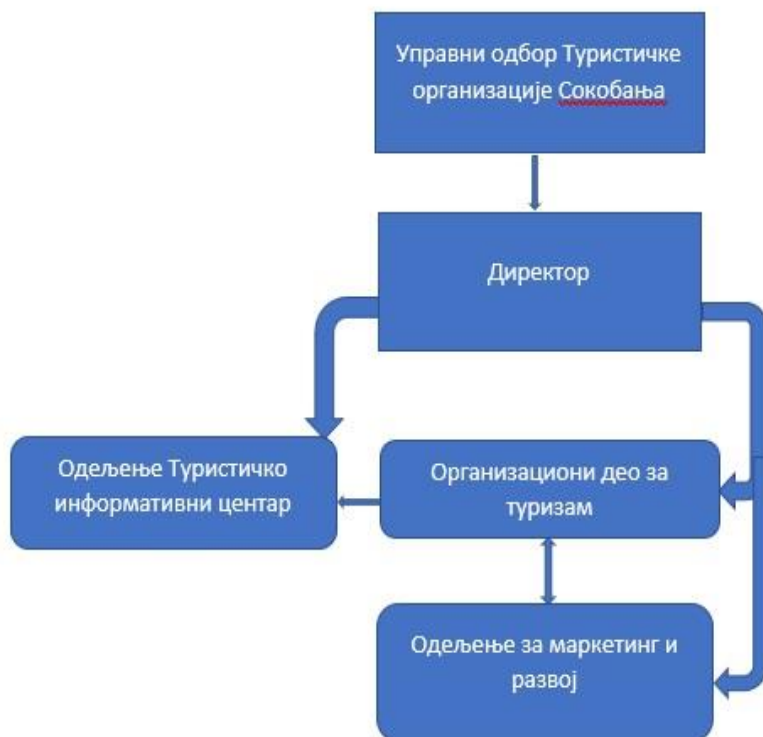 Управни одбор Туристичке
организације Сокобања
Директор
Одељење Туристичко
информативни центар
Организациони део за
туризам
Одељење за маркетинг и
развој